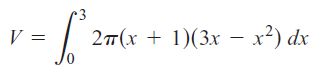 V = ∫₀³ 2π(x + 1)(3x − x²) dx